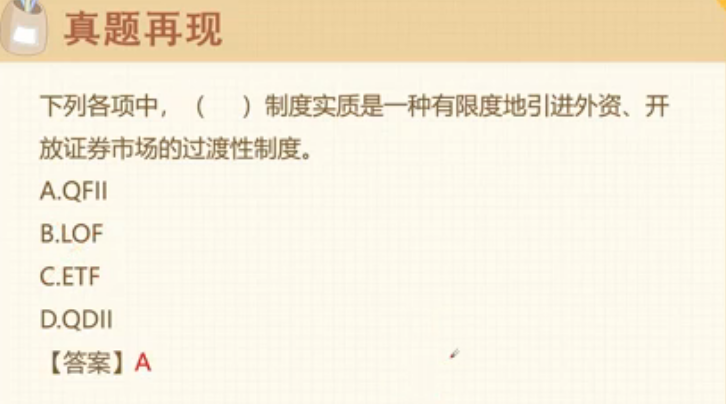 真题再现
下列各项中，（ ）制度实质是一种有限度地引进外资、开
放证券市场的过渡性制度。
A.QFII
B.LOF
C.ETF
D.QDII
【答案】A